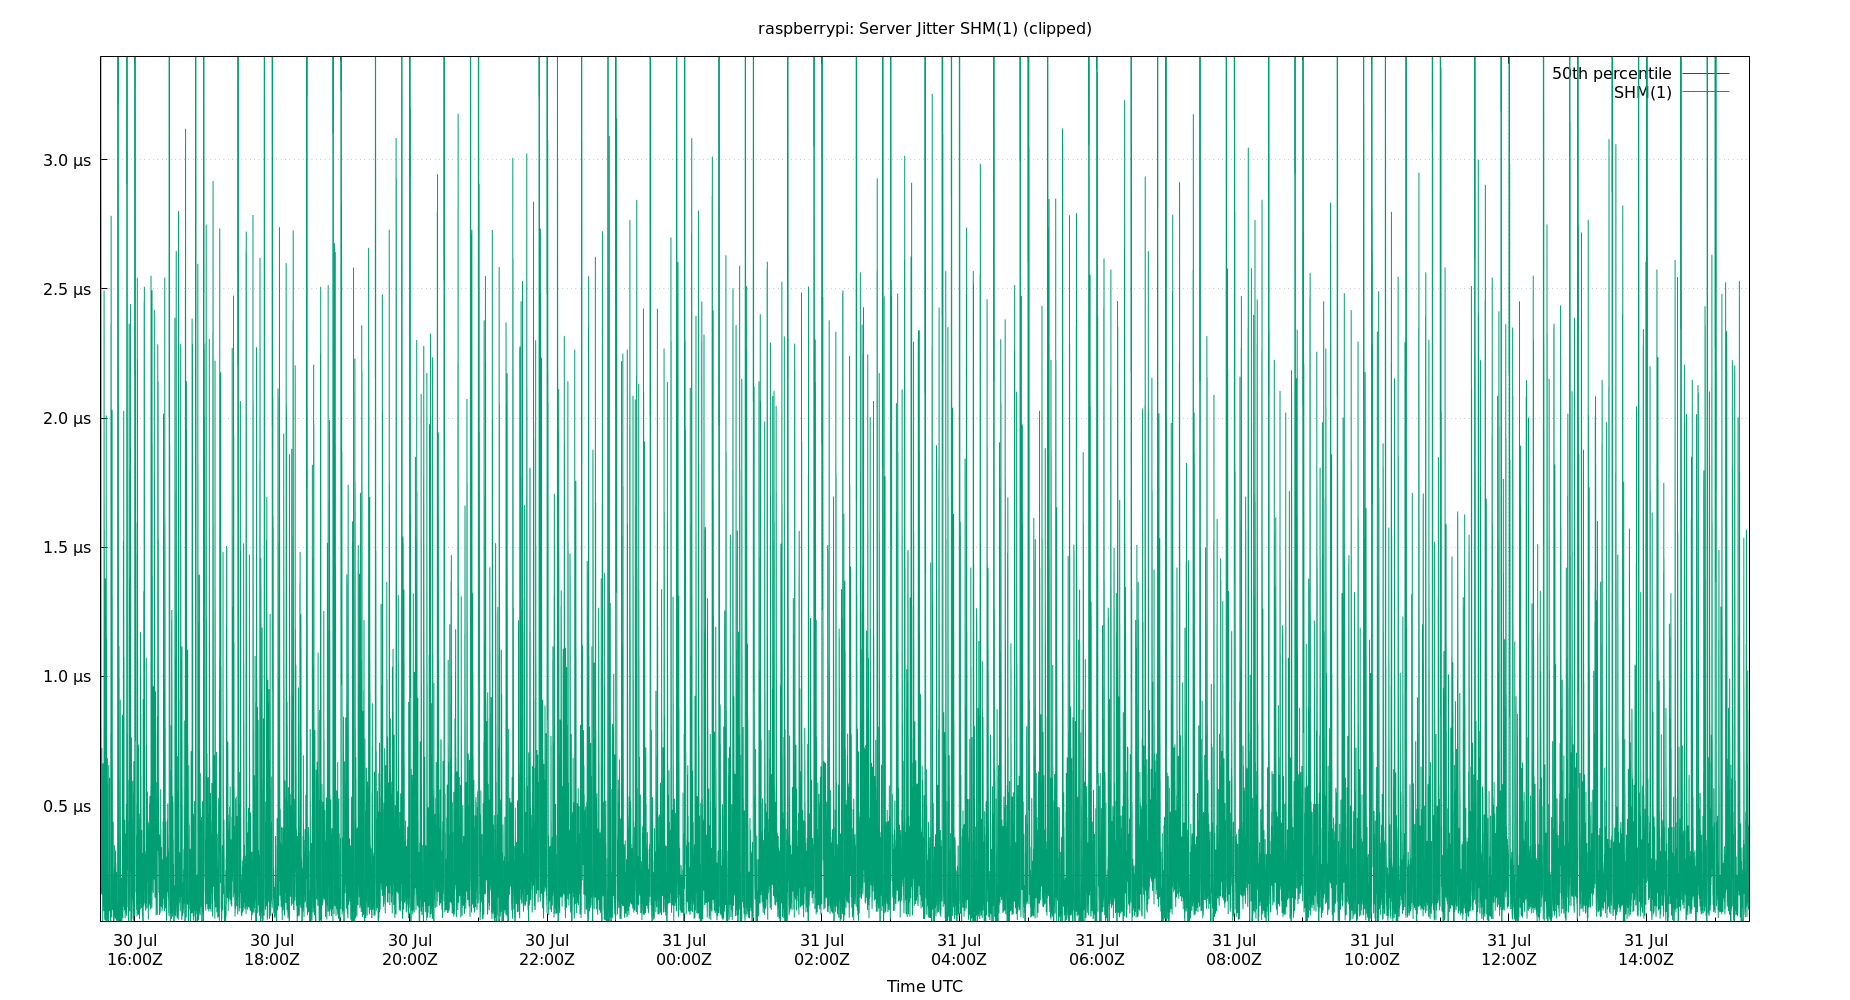 raspberrypi: Server Jitter SHM(1) (clipped)
50th percentile
SHM(1)
3.0 µs
2.5 µs
2.0 µs
1.5 µs
1.0 µs
0.5 µs
30 Jul 30 Jul 30 Jul 30 Jul 31 Jul 31 Jul 31 Jul 31 Jul 31 Jul 31 Jul 31 Jul 31 Jul
16:00Z 18:00Z 20:00Z 22:00Z 00:00Z 02:00Z 04:00Z 06:00Z 08:00Z 10:00Z 12:00Z 14:00Z
Time UTC